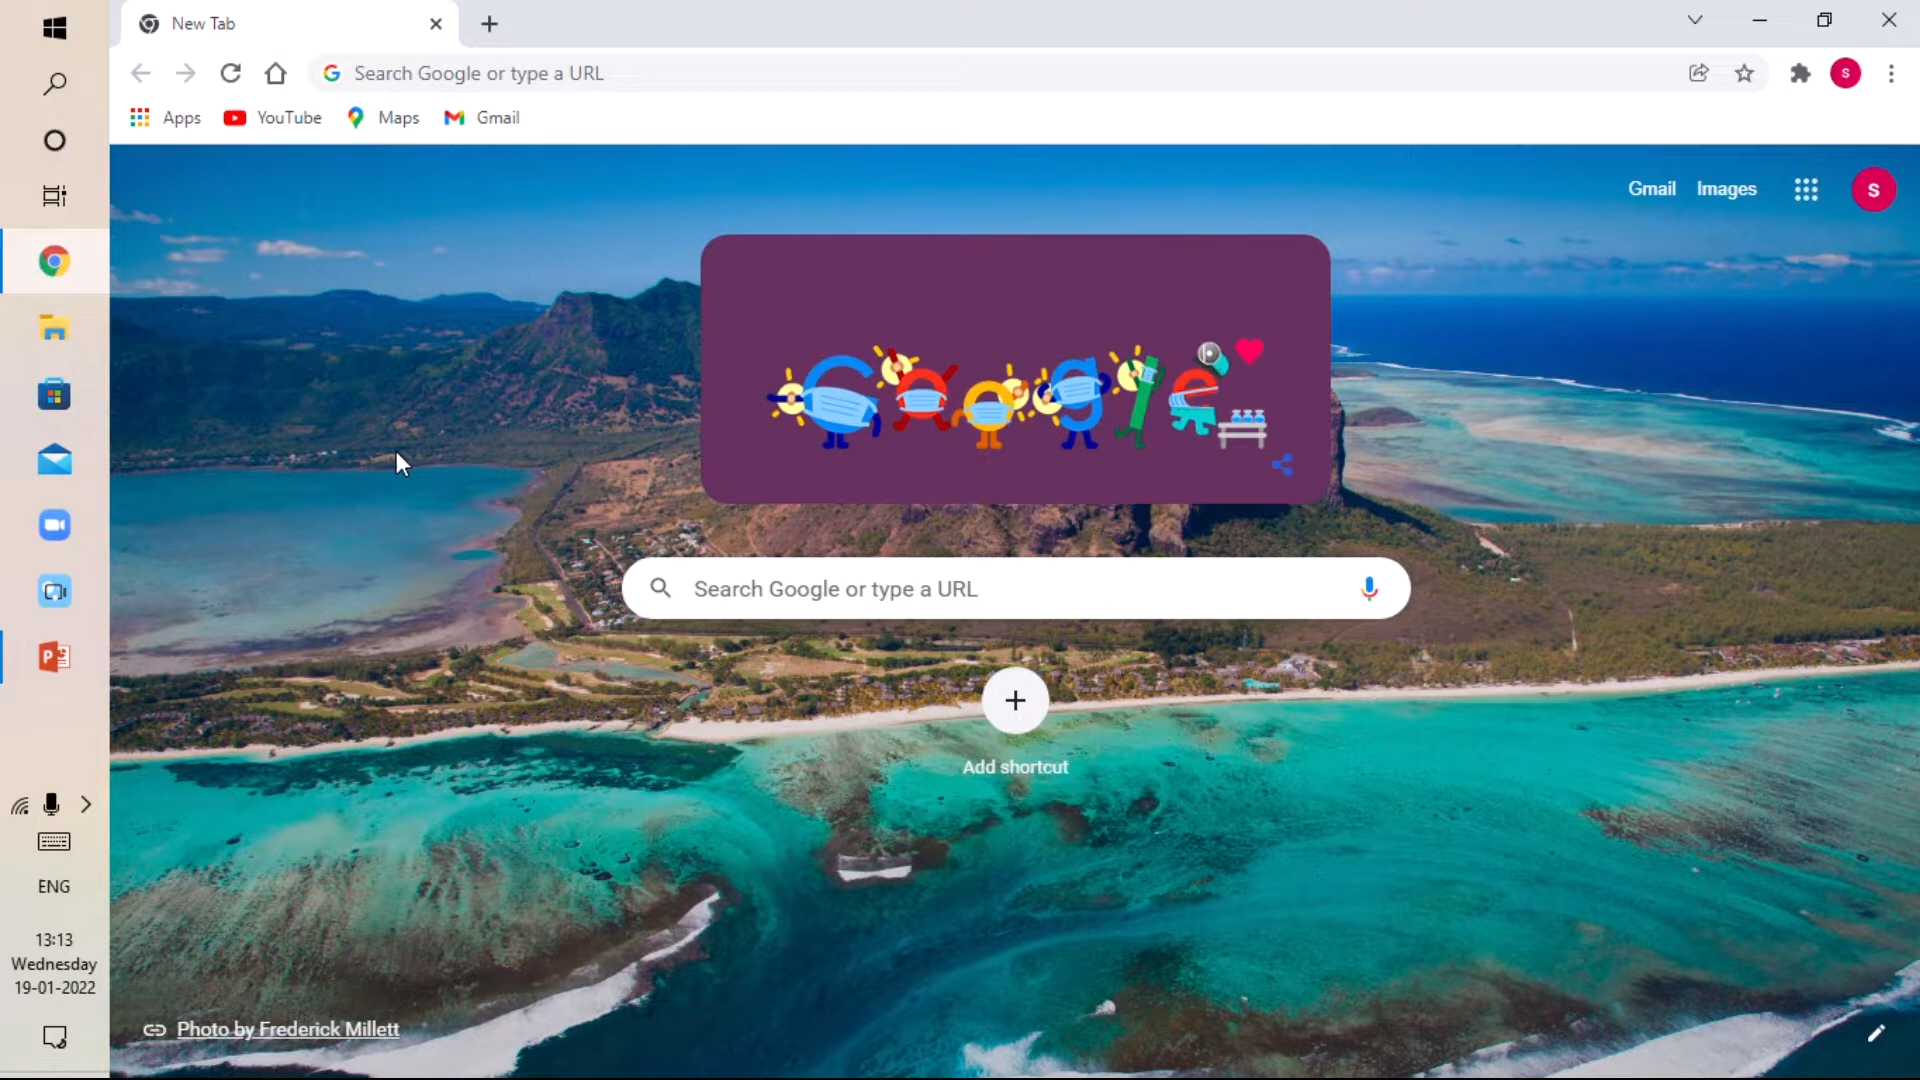 New Tab
Search Google or type a URL
S
Apps
YouTube
Maps
Gmail
Gmail
Images
S
Google
Search Google or type a URL
Add shortcut
ENG
13:13
Wednesday
19-01-2022
Photo by Frederick Millett